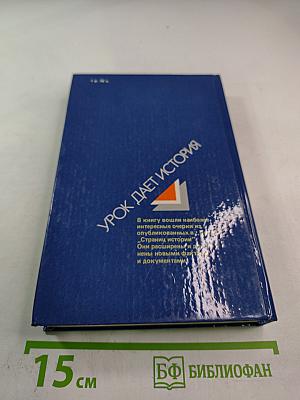 УРОК ДАЕТ ИСТОРИЯ
В книгу вошли наиболее
интересные очерки из
опубликованных в
„Страниц истории"
Они расширены и
нены новыми
и документами
15 см
БФ БИБЛИОФАН